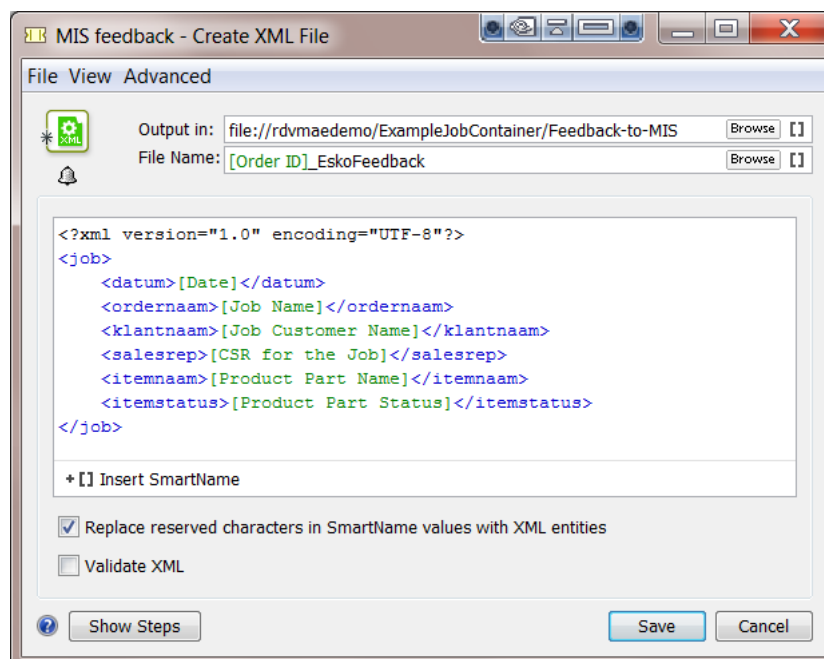 MIS feedback - Create XML File
File View Advanced
XML
Output in: file://rdvmaedemo/ExampleJobContainer/Feedback-to-MIS Browse []
File Name: [Order ID]_EskoFeedback Browse []
<?xml version="1.0" encoding="UTF-8"?>
<job>
<datum>[Date]</datum>
<ordernaam>[Job Name]</ordernaam>
<klantnaam>[Job Customer Name]</klantnaam>
<salesrep>[CSR for the Job]</salesrep>
<itemnaam>[Product Part Name]</itemnaam>
<itemstatus>[Product Part Status]</itemstatus>
</job>
+ [] Insert SmartName
Replace reserved characters in SmartName values with XML entities
Validate XML
? Show Steps Save Cancel